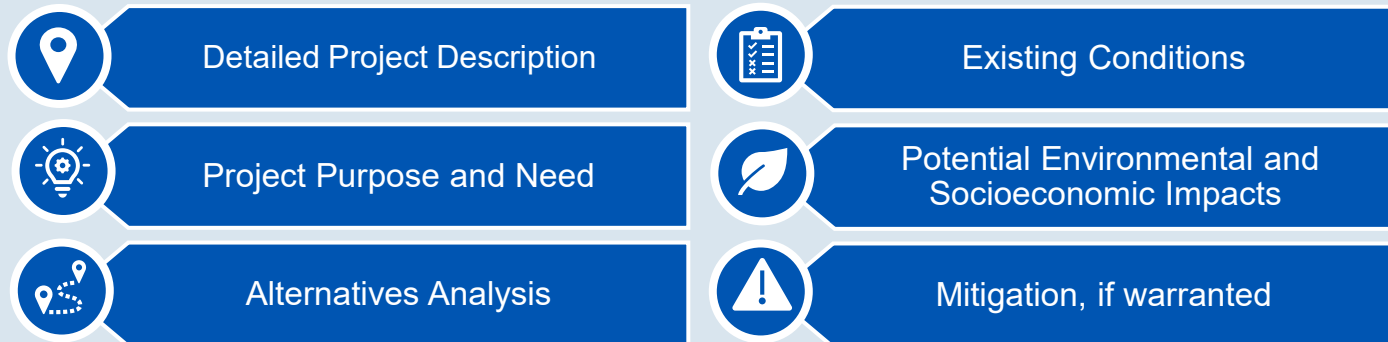 Detailed Project Description
Project Purpose and Need
Alternatives Analysis
Existing Conditions
Potential Environmental and
Socioeconomic Impacts
Mitigation, if warranted